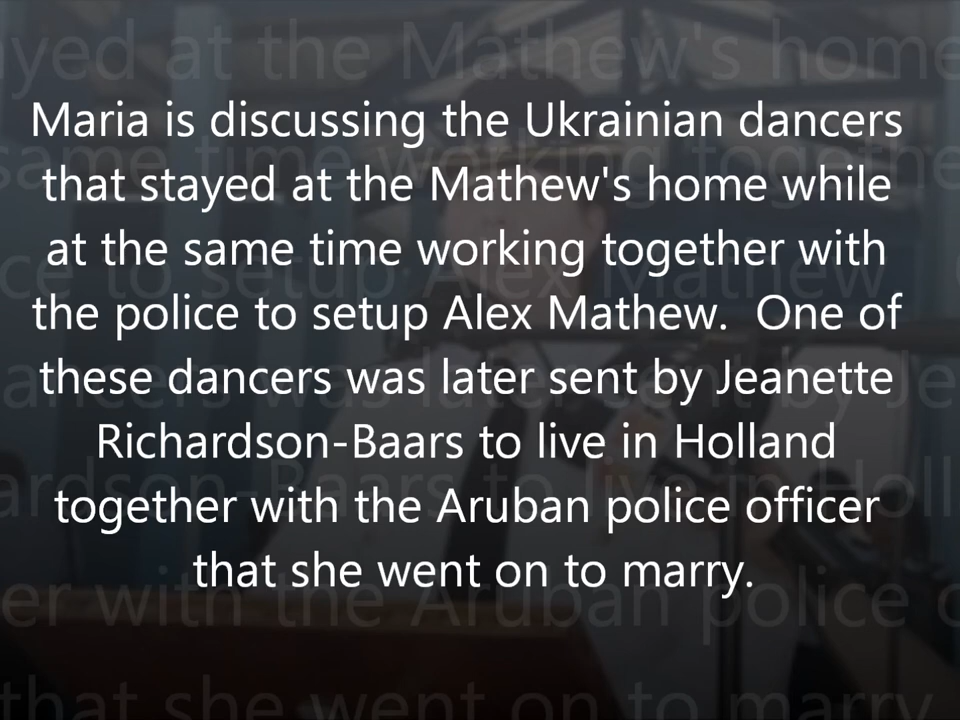 Maria is discussing the Ukrainian dancers
that stayed at the Mathew's home while
at the same time working together with
the police to setup Alex Mathew.  One of
these dancers was later sent by Jeanette
Richardson-Baars to live in Holland
together with the Aruban police officer
that she went on to marry.